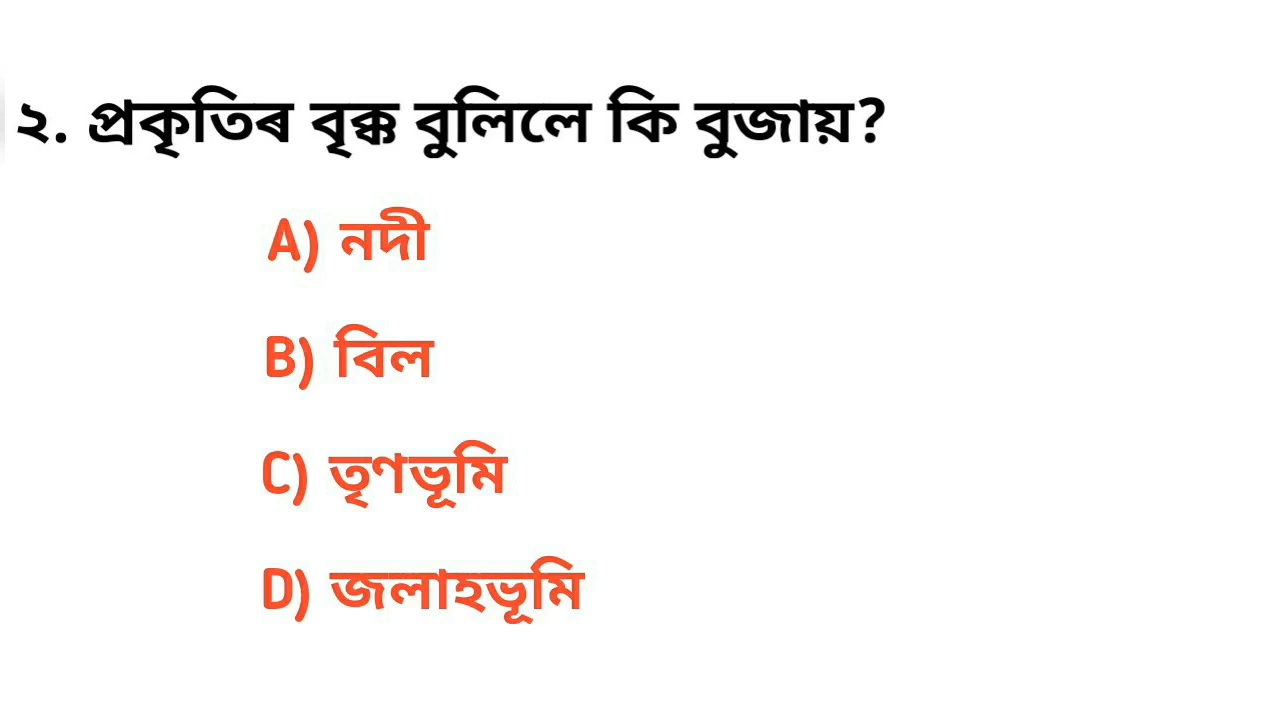 ২. প্ৰকৃতিৰ বৃক্ক বুলিলে কি বুজায়?
A) নদী
B) বিল
C) তৃণভূমি
D) জলাহভূমি